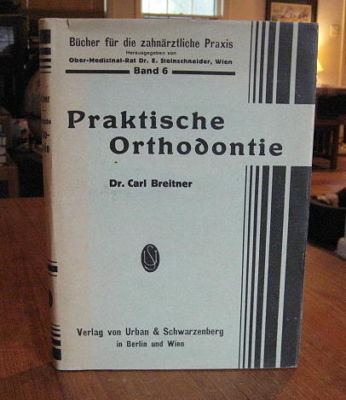 Bücher für die zahnärztliche Praxis
Herausgegeben von
Ober-Medicinal-Rat Dr. E. Steinschneider, Wien
Band 6
Praktische
Orthodontie
Dr. Carl Breitner
Verlag von Urban & Schwarzenberg
in Berlin und Wien